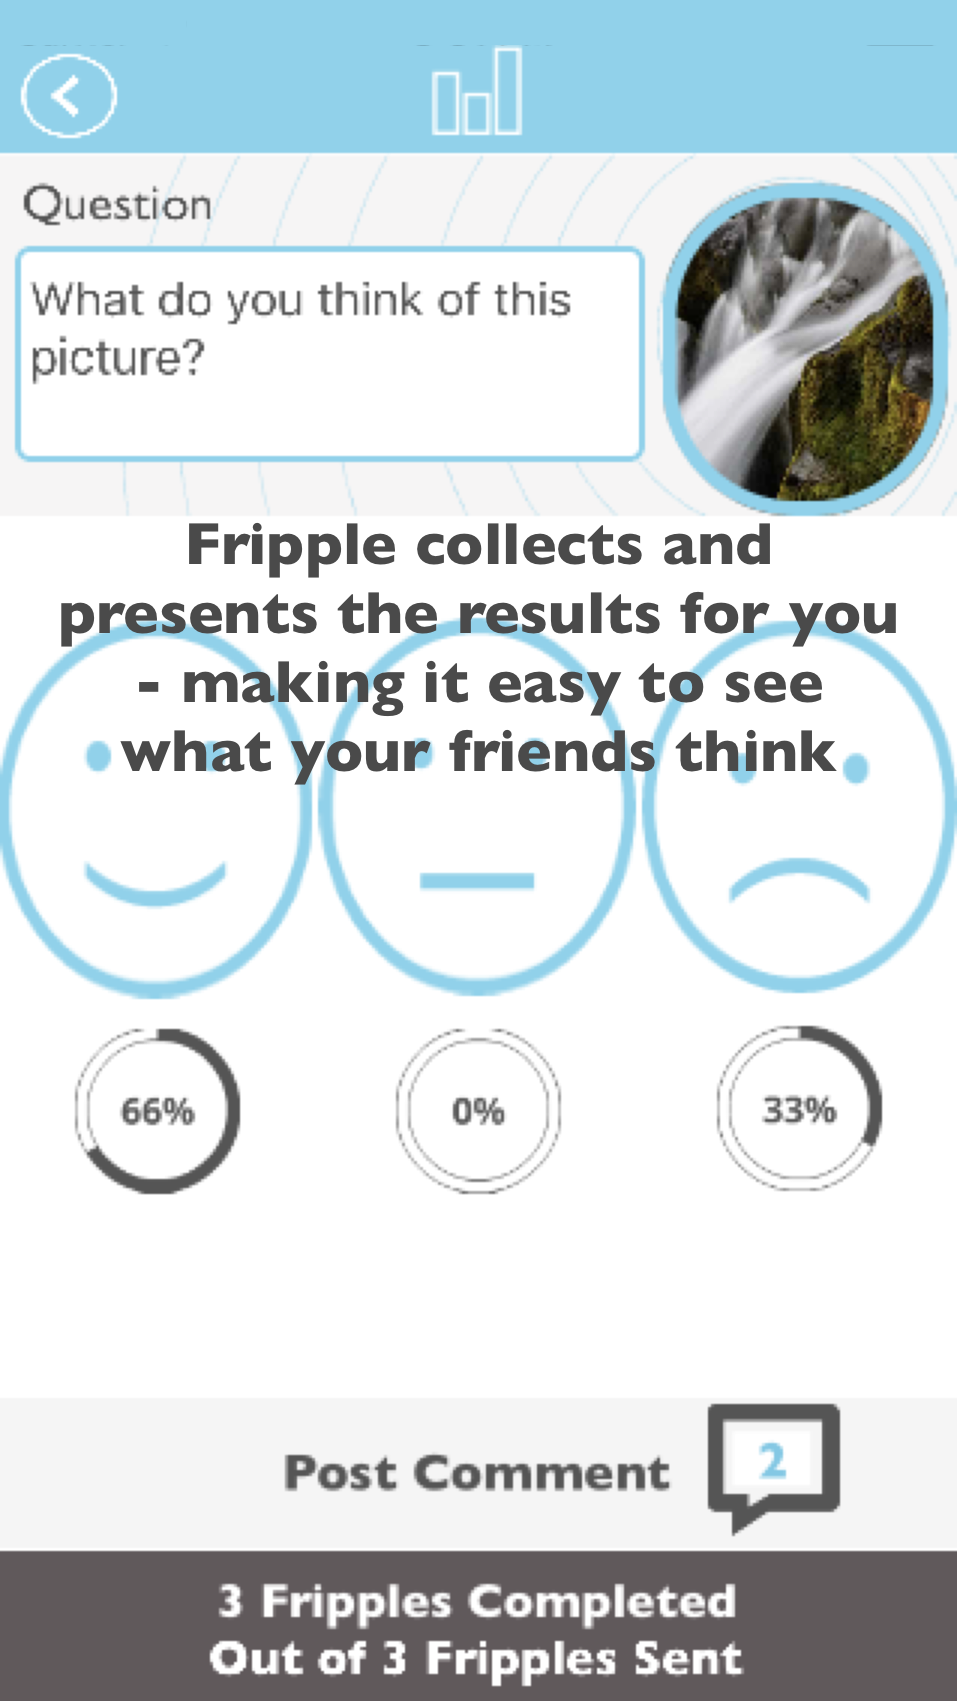 Question
What do you think of this
picture?
Fripple collects and
presents the results for you
- making it easy to see
what your friends think
66%
0%
33%
Post Comment
2
3 Fripples Completed
Out of 3 Fripples Sent